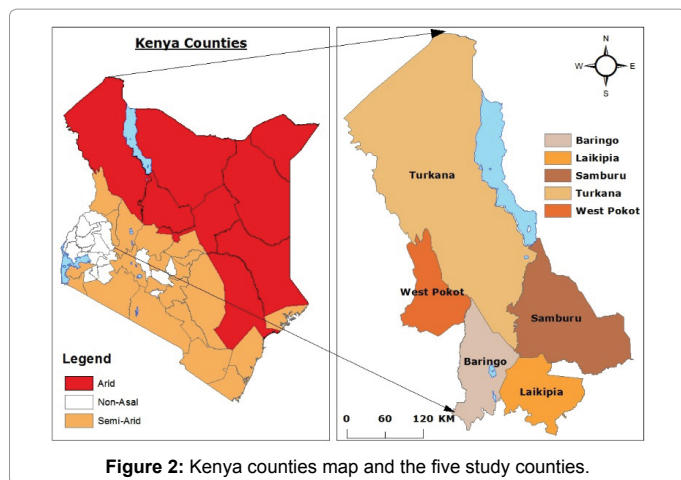 Kenya Counties
Legend
Arid
Non-Asal
Semi-Arid
N
W E
S
Baringo
Laikipia
Samburu
Turkana
West Pokot
Turkana
West Pokot
Samburu
Baringo
Laikipia
0 60 120 KM
Figure 2: Kenya counties map and the five study counties.